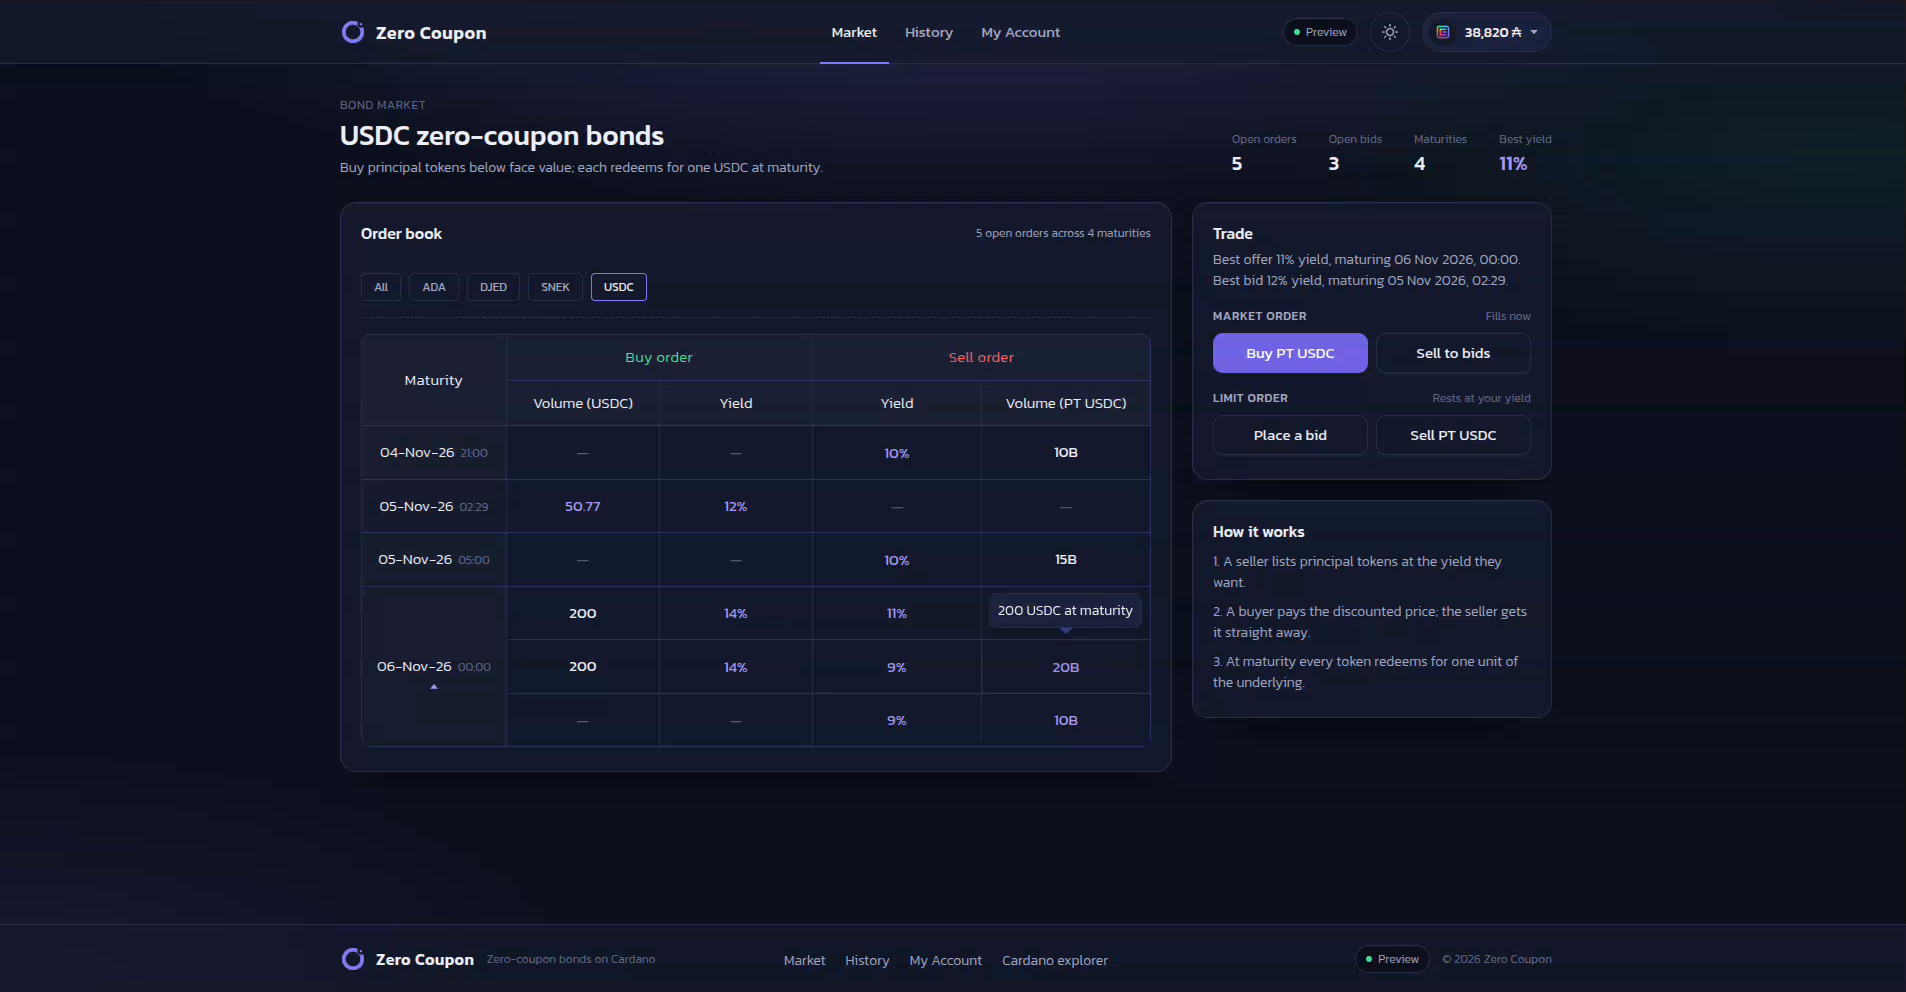 Zero Coupon
Market History My Account
Preview
38,820 ₳
BOND MARKET
USDC zero-coupon bonds
Buy principal tokens below face value; each redeems for one USDC at maturity.
Open orders Open bids Maturities Best yield
5 3 4 11%
Order book
5 open orders across 4 maturities
All ADA DJED SNEK USDC
Maturity
Buy order Sell order
Volume (USDC) Yield Yield Volume (PT USDC)
04-Nov-26 21:00 — — 10% 10B
05-Nov-26 02:29 50.77 12% — —
05-Nov-26 05:00 — — 10% 15B
200 14% 11% 200 USDC at maturity
06-Nov-26 00:00 200 14% 9% 20B
— — 9% 10B
Trade
Best offer 11% yield, maturing 06 Nov 2026, 00:00.
Best bid 12% yield, maturing 05 Nov 2026, 02:29.
MARKET ORDER Fills now
Buy PT USDC Sell to bids
LIMIT ORDER Rests at your yield
Place a bid Sell PT USDC
How it works
1. A seller lists principal tokens at the yield they
want.
2. A buyer pays the discounted price; the seller gets
it straight away.
3. At maturity every token redeems for one unit of
the underlying.
Zero Coupon Zero-coupon bonds on Cardano
Market History My Account Cardano explorer
Preview © 2026 Zero Coupon